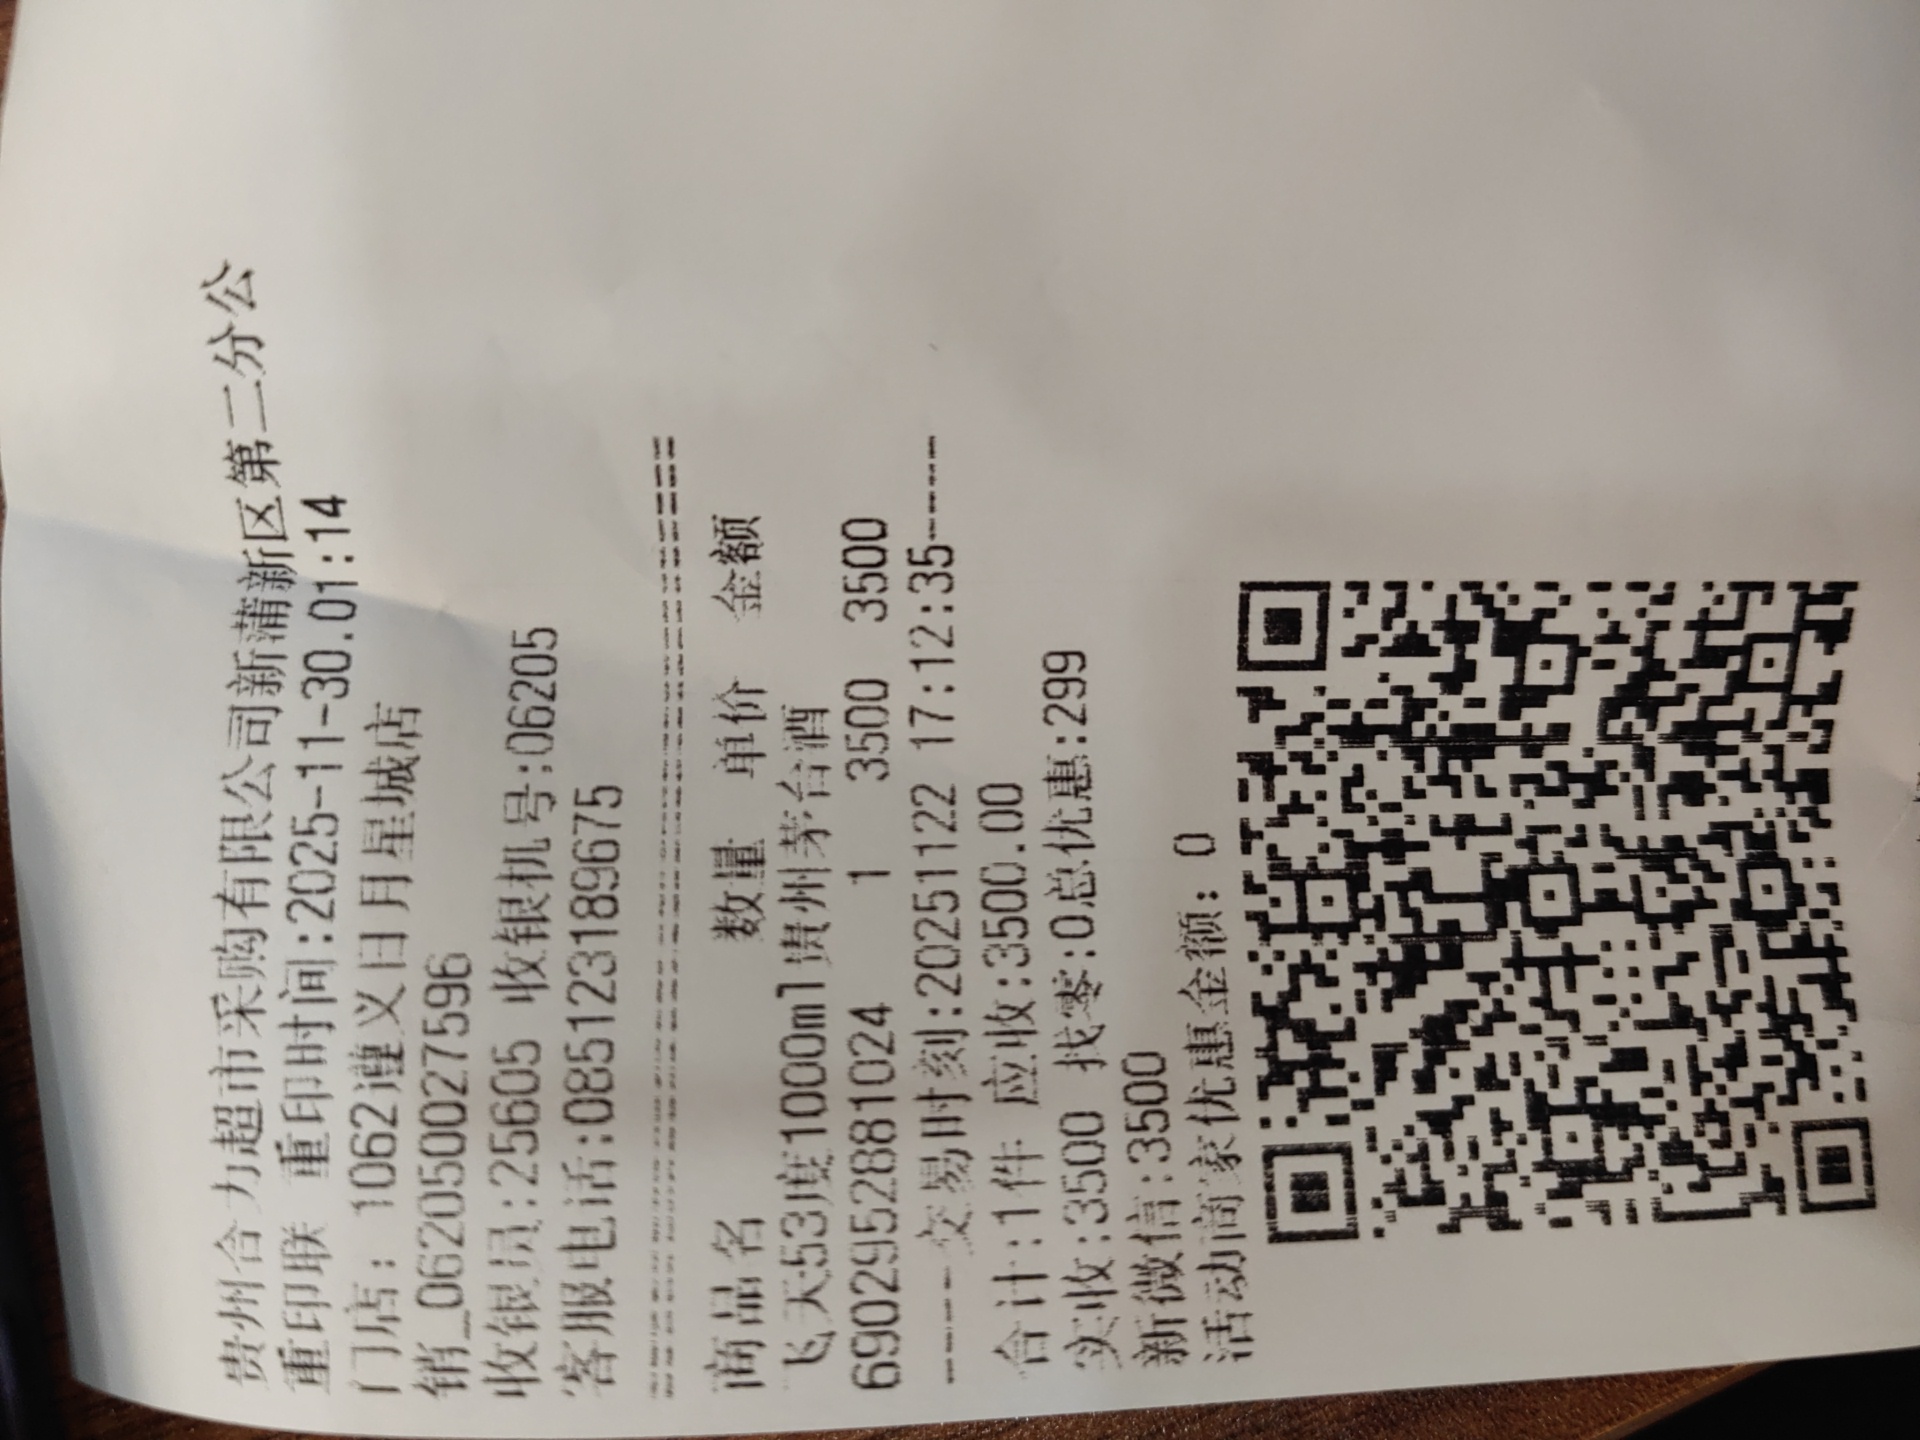 贵州合力超市采购有限公司新蒲新区第二分公
重印联 重印时间:2025-11-30.01:14
门店: 1062遵义日月星城店
销_0620500027596
收银员:25605 收银机号:06205
客服电话:085123189675
================================
商品名 数量 单价 金额
飞天53度1000ml贵州茅台酒
6902952881024 1 3500 3500
-----交易时刻:20251122 17:12:35-----
合计:1件 应收:3500.00
实收:3500 找零:0总优惠:299
新微信:3500
活动商家优惠金额: 0